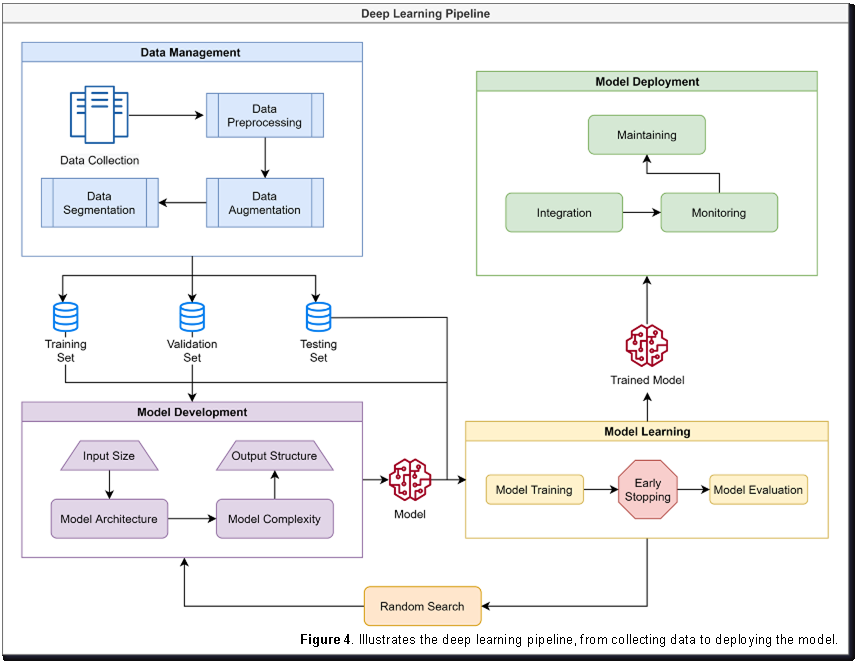 Deep Learning Pipeline
Data Management
Data
Preprocessing
Data Collection
Data
Segmentation
Data
Augmentation
Training
Set
Validation
Set
Testing
Set
Model Development
Input Size
Output Structure
Model Architecture
Model Complexity
Model
Model Deployment
Maintaining
Integration
Monitoring
Trained Model
Model Learning
Model Training
Early
Stopping
Model Evaluation
Random Search
Figure 4. Illustrates the deep learning pipeline, from collecting data to deploying the model.